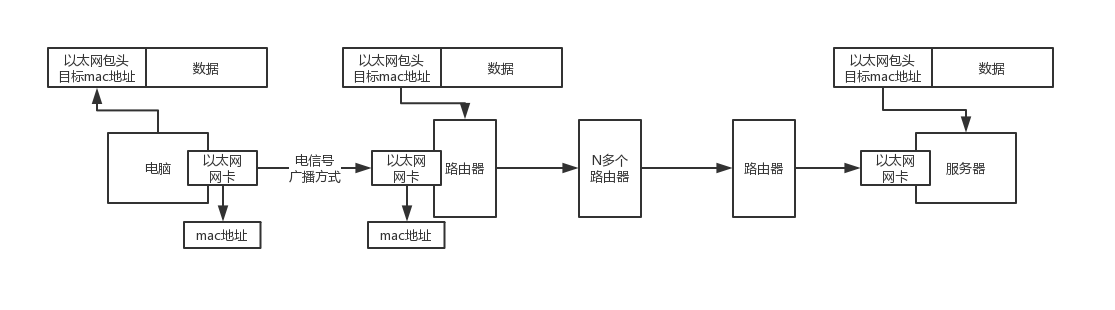 以太网包头
目标mac地址
数据
以太网包头
目标mac地址
数据
以太网包头
目标mac地址
数据
电脑
以太网
网卡
电信号
广播方式
以太网
网卡
路由器
N多个
路由器
路由器
以太网
网卡
服务器
mac地址
mac地址